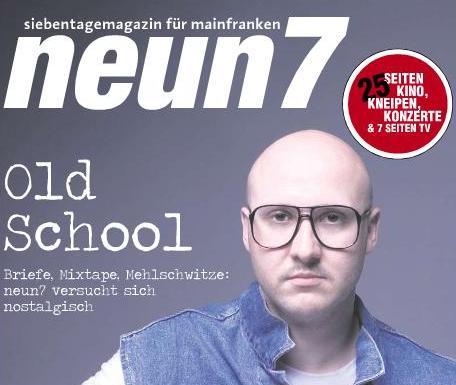 siebentagemagazin für mainfranken
neun7
25 SEITEN
KINO,
KNEIPEN,
KONZERTE
& 7 SEITEN TV
Old
School
Briefe, Mixtape, Mehlschwitze:
neun7 versucht sich
nostalgisch